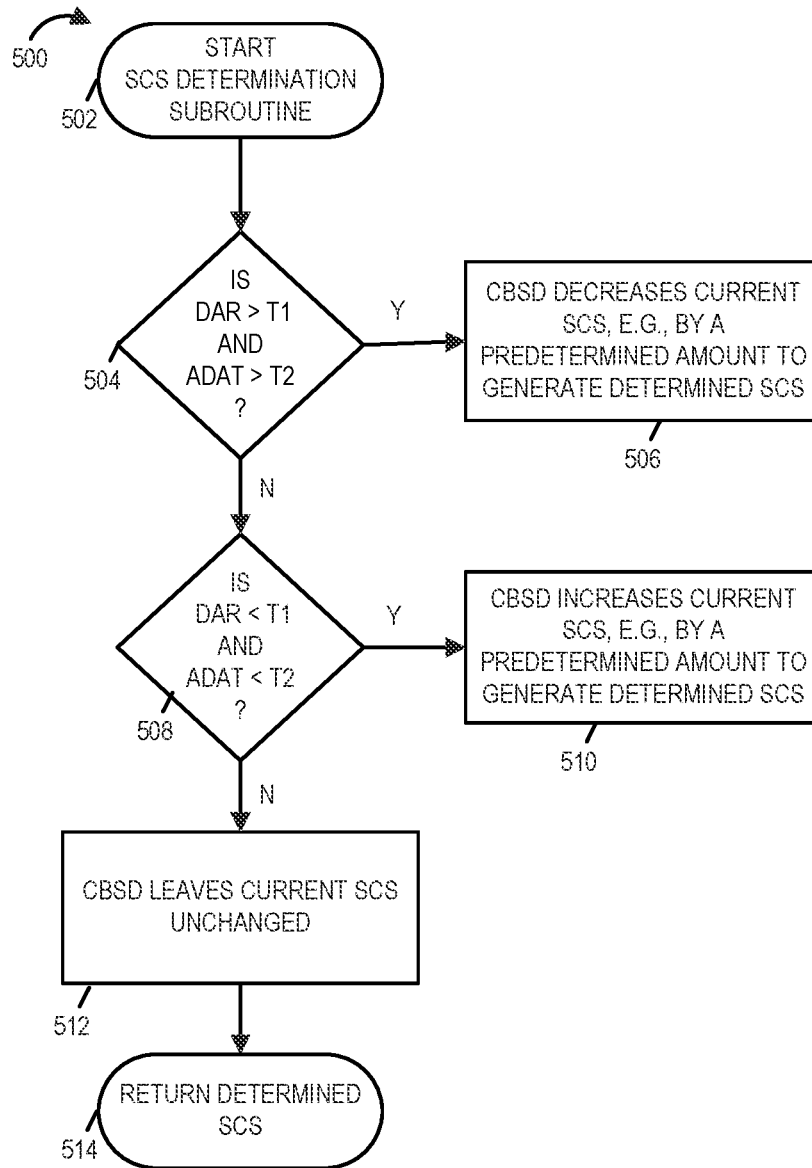 500
START
SCS DETERMINATION
SUBROUTINE
502
IS
DAR > T1
AND
ADAT > T2
?
504
Y
CBSD DECREASES CURRENT
SCS, E.G., BY A
PREDETERMINED AMOUNT TO
GENERATE DETERMINED SCS
506
N
IS
DAR < T1
AND
ADAT < T2
?
508
Y
CBSD INCREASES CURRENT
SCS, E.G., BY A
PREDETERMINED AMOUNT TO
GENERATE DETERMINED SCS
510
N
CBSD LEAVES CURRENT SCS
UNCHANGED
512
RETURN DETERMINED
SCS
514